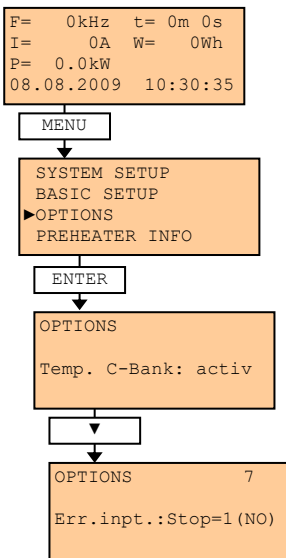 F=   0kHz  t= 0m 0s
I=     0A  W=   0Wh
P=  0.0kW
08.08.2009  10:30:35
MENU
SYSTEM SETUP
BASIC SETUP
►OPTIONS
PREHEATER INFO
ENTER
OPTIONS
Temp. C-Bank: activ
▼
OPTIONS          7
Err.inpt.:Stop=1(NO)